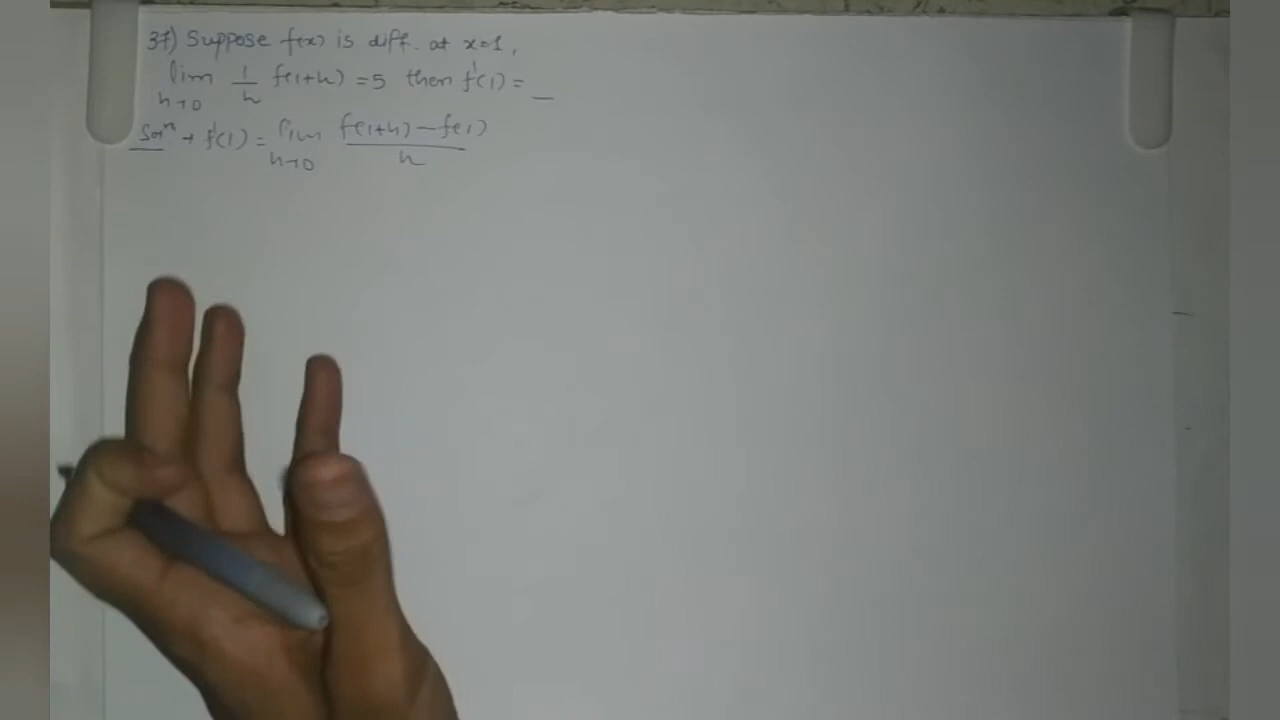 37) Suppose f(x) is diff. at x=1,
lim h→0 1/h f(1+h) = 5 then f'(1) = __
Solⁿ → f'(1) = lim h→0 f(1+h) - f(1) / h